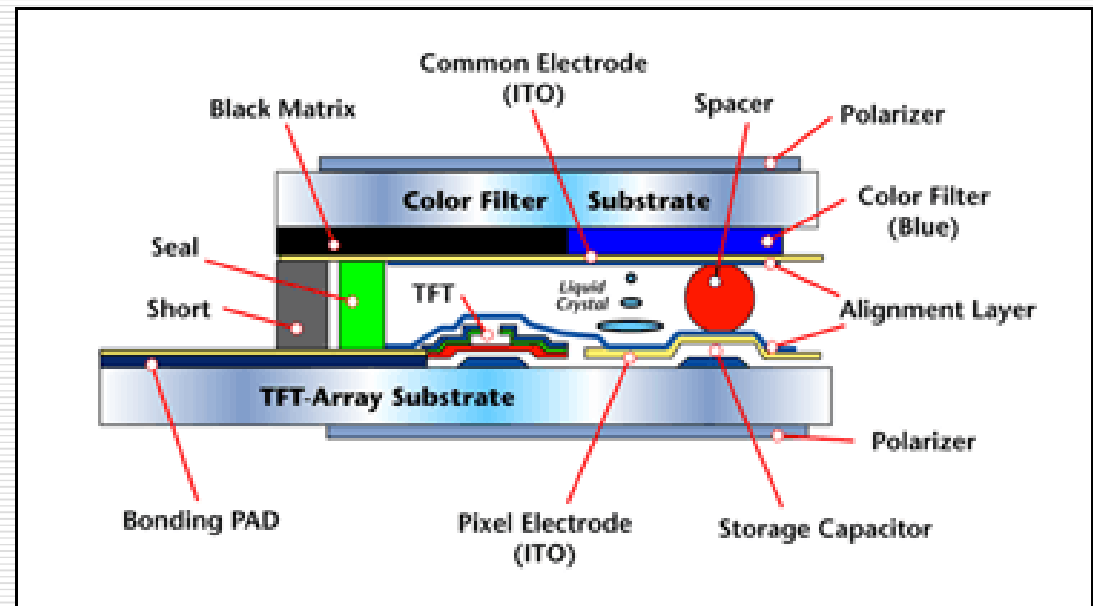 Common Electrode
(ITO)
Spacer
Black Matrix
Polarizer
Color Filter Substrate
Color Filter
(Blue)
Seal
TFT
Liquid
Crystal
Short
Alignment Layer
TFT-Array Substrate
Polarizer
Bonding PAD
Pixel Electrode
(ITO)
Storage Capacitor